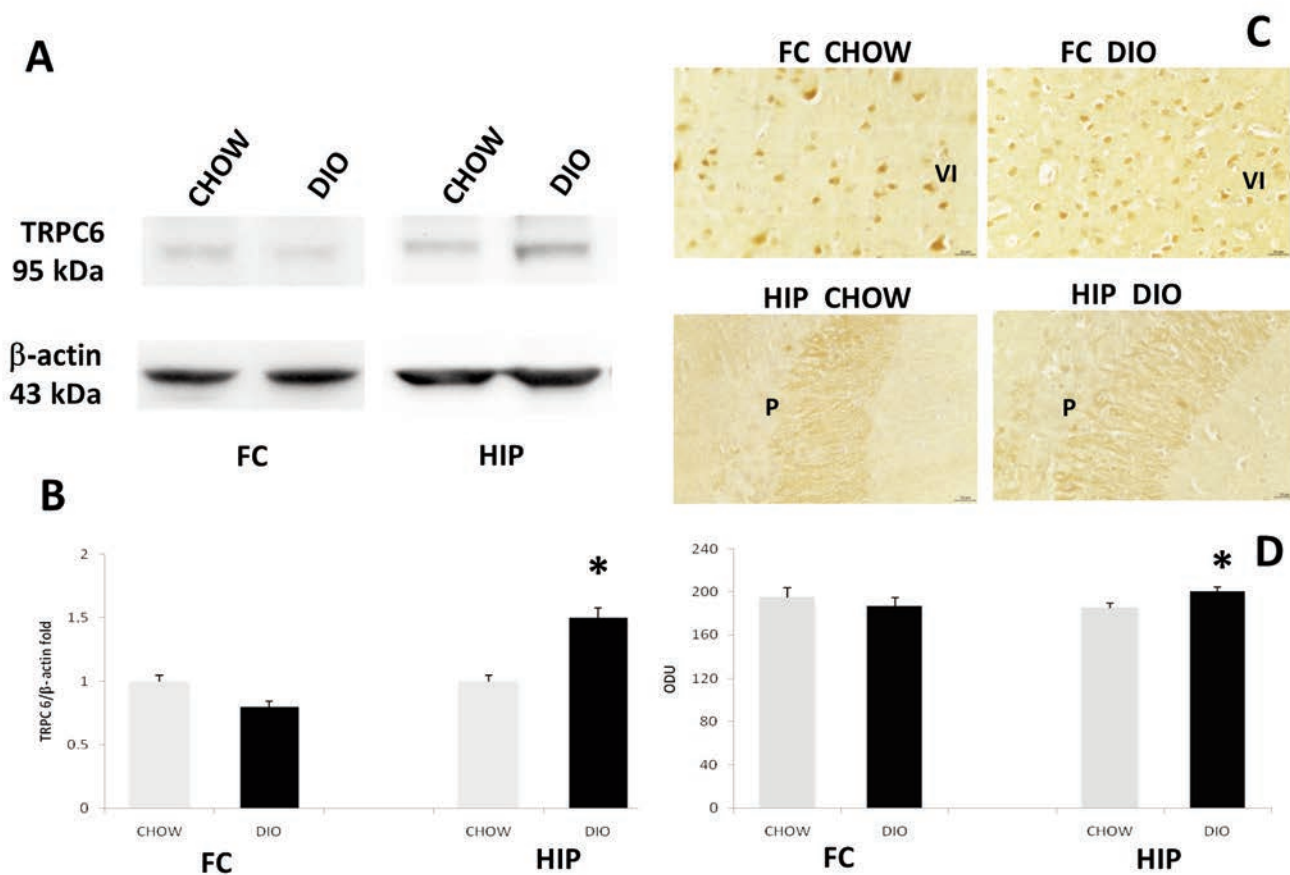 A
CHOW
DIO
CHOW
DIO
TRPC6
95 kDa
β-actin
43 kDa
FC
HIP
B
TRPC 6/β-actin fold
2
1.5
1
0.5
0
*
CHOW
DIO
CHOW
DIO
FC
HIP
C
FC CHOW
FC DIO
VI
VI
HIP CHOW
HIP DIO
P
P
D
ODU
240
200
160
120
80
40
0
*
CHOW
DIO
CHOW
DIO
FC
HIP